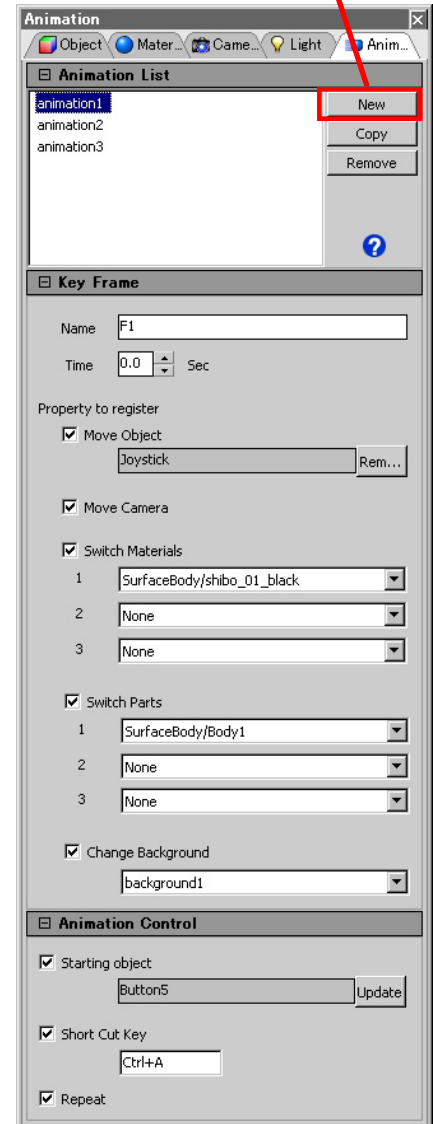 Animation
Object Mater... Came... Light Anim...
Animation List
animation1 New
animation2 Copy
animation3 Remove
Key Frame
Name F1
Time 0.0 Sec
Property to register
Move Object
Joystick Rem...
Move Camera
Switch Materials
1 SurfaceBody/shibo_01_black
2 None
3 None
Switch Parts
1 SurfaceBody/Body1
2 None
3 None
Change Background
background1
Animation Control
Starting object
Button5 Update
Short Cut Key
Ctrl+A
Repeat